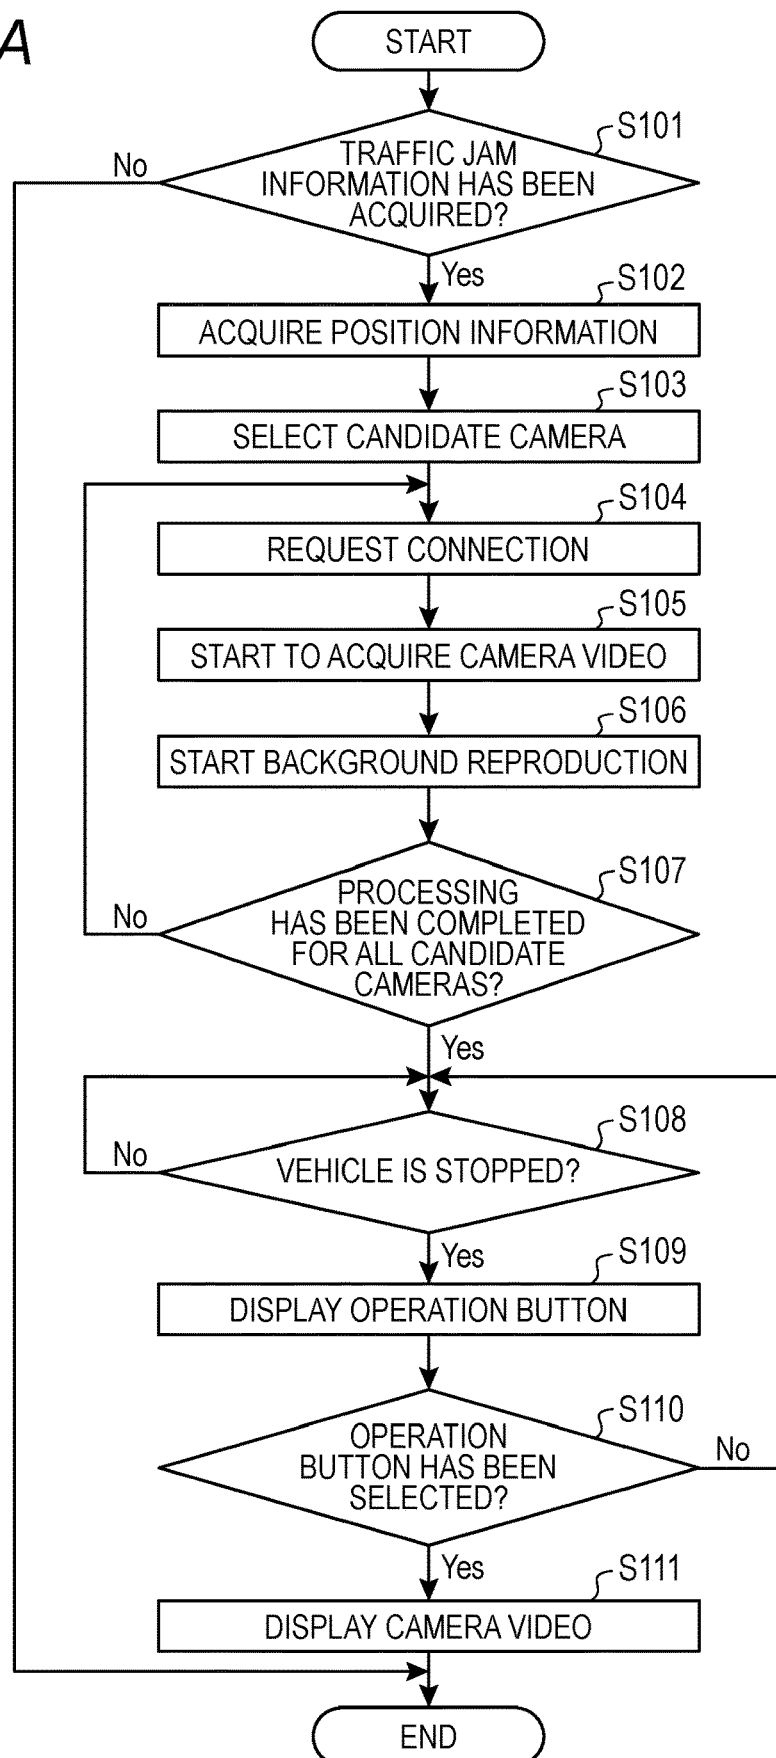 A
START
S101
TRAFFIC JAM
INFORMATION HAS BEEN
ACQUIRED?
No
Yes
S102
ACQUIRE POSITION INFORMATION
S103
SELECT CANDIDATE CAMERA
S104
REQUEST CONNECTION
S105
START TO ACQUIRE CAMERA VIDEO
S106
START BACKGROUND REPRODUCTION
S107
PROCESSING
HAS BEEN COMPLETED
FOR ALL CANDIDATE
CAMERAS?
No
Yes
S108
VEHICLE IS STOPPED?
No
Yes
S109
DISPLAY OPERATION BUTTON
S110
OPERATION
BUTTON HAS BEEN
SELECTED?
No
Yes
S111
DISPLAY CAMERA VIDEO
END